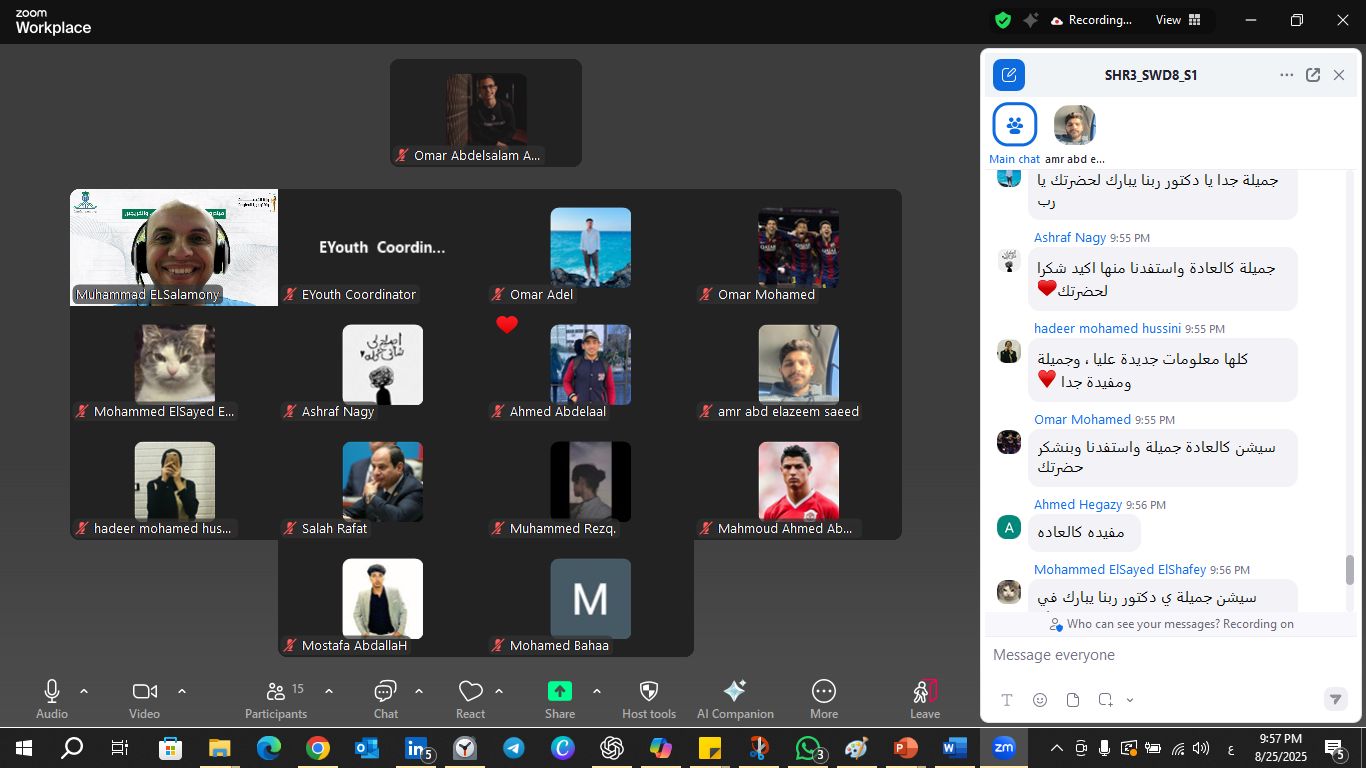 zoom
Workplace
Recording...
View
Omar Abdelsalam A...
Muhammad ELSalamony
EYouth Coordin...
EYouth Coordinator
Omar Adel
Omar Mohamed
Mohammed ElSayed E...
Ashraf Nagy
Ahmed Abdelaal
amr abd elazeem saeed
hadeer mohamed hus...
Salah Rafat
Muhammed Rezq.
Mahmoud Ahmed Ab...
Mostafa AbdallaH
M
Mohamed Bahaa
SHR3_SWD8_S1
Main chat
amr abd e...
جميلة جدا يا دكتور ربنا يبارك لحضرتك يا
رب
Ashraf Nagy 9:55 PM
جميلة كالعادة واستفدنا منها اكيد شكرا
لحضرتك❤
hadeer mohamed hussini 9:55 PM
كلها معلومات جديدة عليا ، وجميلة
ومفيدة جدا ❤
Omar Mohamed 9:55 PM
سيشن كالعادة جميلة واستفدنا وبنشكر
حضرتك
Ahmed Hegazy 9:56 PM
A
مفيده كالعاده
Mohammed ElSayed ElShafey 9:56 PM
سيشن جميلة ي دكتور ربنا يبارك في
Who can see your messages? Recording on
Message everyone
Audio
Video
15
Participants
Chat
React
Share
Host tools
AI Companion
More
Leave
5
3
zm
ع
9:57 PM
8/25/2025
5